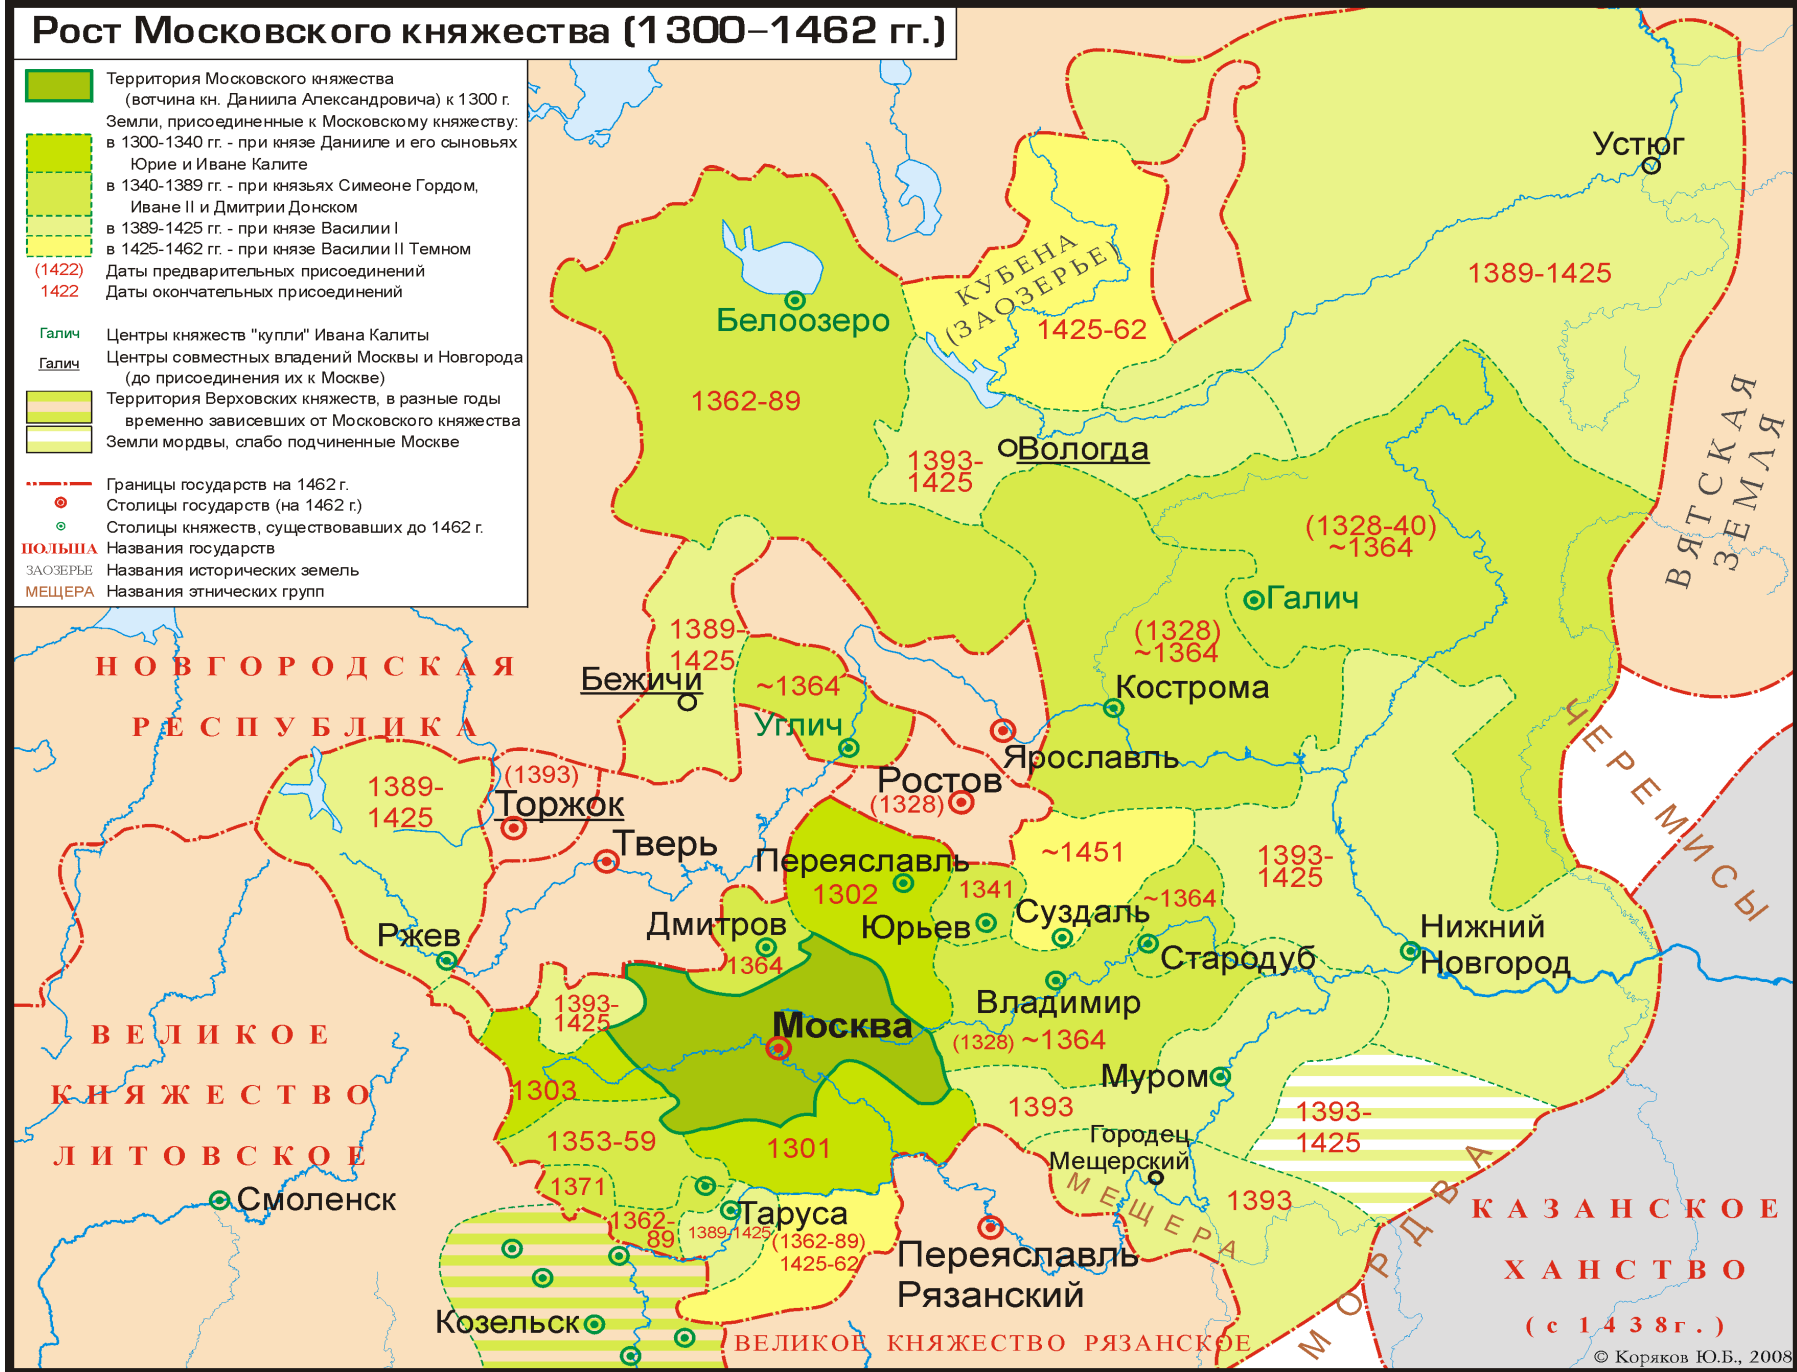 Рост Московского княжества (1300–1462 гг.)
Территория Московского княжества
(вотчина кн. Даниила Александровича) к 1300 г.
Земли, присоединенные к Московскому княжеству:
в 1300-1340 гг. - при князе Данииле и его сыновьях
Юрие и Иване Калите
в 1340-1389 гг. - при князьях Симеоне Гордом,
Иване II и Дмитрии Донском
в 1389-1425 гг. - при князе Василии I
в 1425-1462 гг. - при князе Василии II Темном
(1422) Даты предварительных присоединений
1422 Даты окончательных присоединений
Галич Центры княжеств "купли" Ивана Калиты
Галич Центры совместных владений Москвы и Новгорода
(до присоединения их к Москве)
Территория Верховских княжеств, в разные годы
временно зависевших от Московского княжества
Земли мордвы, слабо подчиненные Москве
Границы государств на 1462 г.
Столицы государств (на 1462 г.)
Столицы княжеств, существовавших до 1462 г.
ПОЛЬША Названия государств
ЗАОЗЕРЬЕ Названия исторических земель
МЕЩЕРА Названия этнических групп
Устюг
1389-1425
КУБЕНА
(ЗАОЗЕРЬЕ)
1425-62
Белоозеро
1362-89
Вологда
1393-
1425
ВЯТСКАЯ
ЗЕМЛЯ
(1328-40)
~1364
Галич
(1328)
~1364
Кострома
1389-
1425
Бежичи
~1364
Углич
НОВГОРОДСКАЯ
РЕСПУБЛИКА
Ярославль
Ростов
(1328)
ЧЕРЕМИСЫ
1389-
1425
(1393)
Торжок
Тверь
Ржев
Переяславль
1302
Дмитров
1364
1341
Юрьев
~1451
Суздаль
~1364
Стародуб
1393-
1425
Нижний
Новгород
Владимир
(1328) ~1364
1393-
1425
Москва
ВЕЛИКОЕ
КНЯЖЕСТВО
ЛИТОВСКОЕ
Смоленск
1303
1353-59
1301
1371
1362-
89
1389-1425
Таруса
(1362-89)
1425-62
Муром
1393
Городец
Мещерский
МЕЩЕРА
1393
1393-
1425
МОРДВА
Переяславль
Рязанский
Козельск
ВЕЛИКОЕ КНЯЖЕСТВО РЯЗАНСКОЕ
КАЗАНСКОЕ
ХАНСТВО
(с 1438г.)
© Коряков Ю.Б., 2008